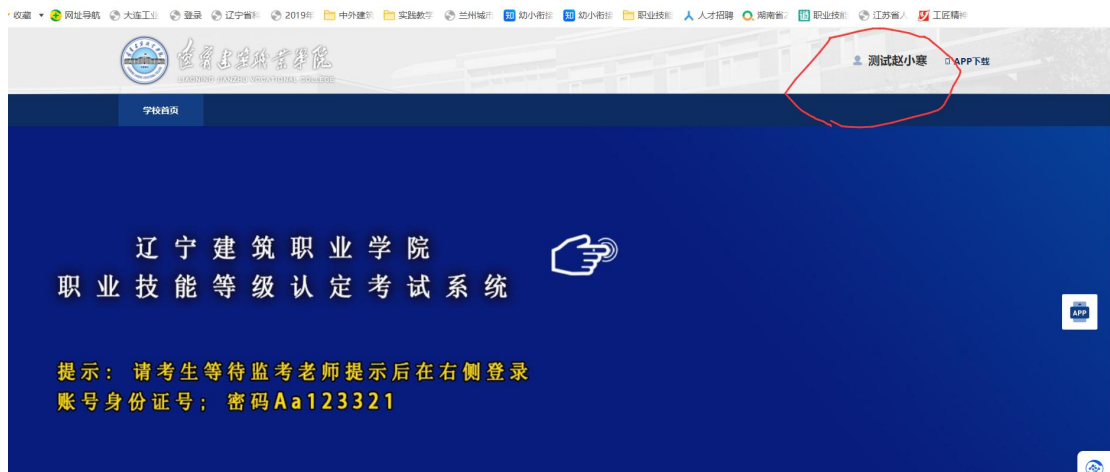 收藏 网址导航 大连工业 登录 辽宁省 2019年 中外建筑 实践教学 兰州城市 知 幼小衔接 知 幼小衔接 职业技能 人才招聘 湖南省 职业技能 江苏省人 工匠精神
LIAONING JIANZHU VOCATIONAL COLLEGE
测试赵小寒 APP下载
学校首页
辽宁建筑职业学院
职业技能等级认定考试系统
APP
提示： 请考生等待监考老师提示后在右侧登录
账号身份证号； 密码Aa123321